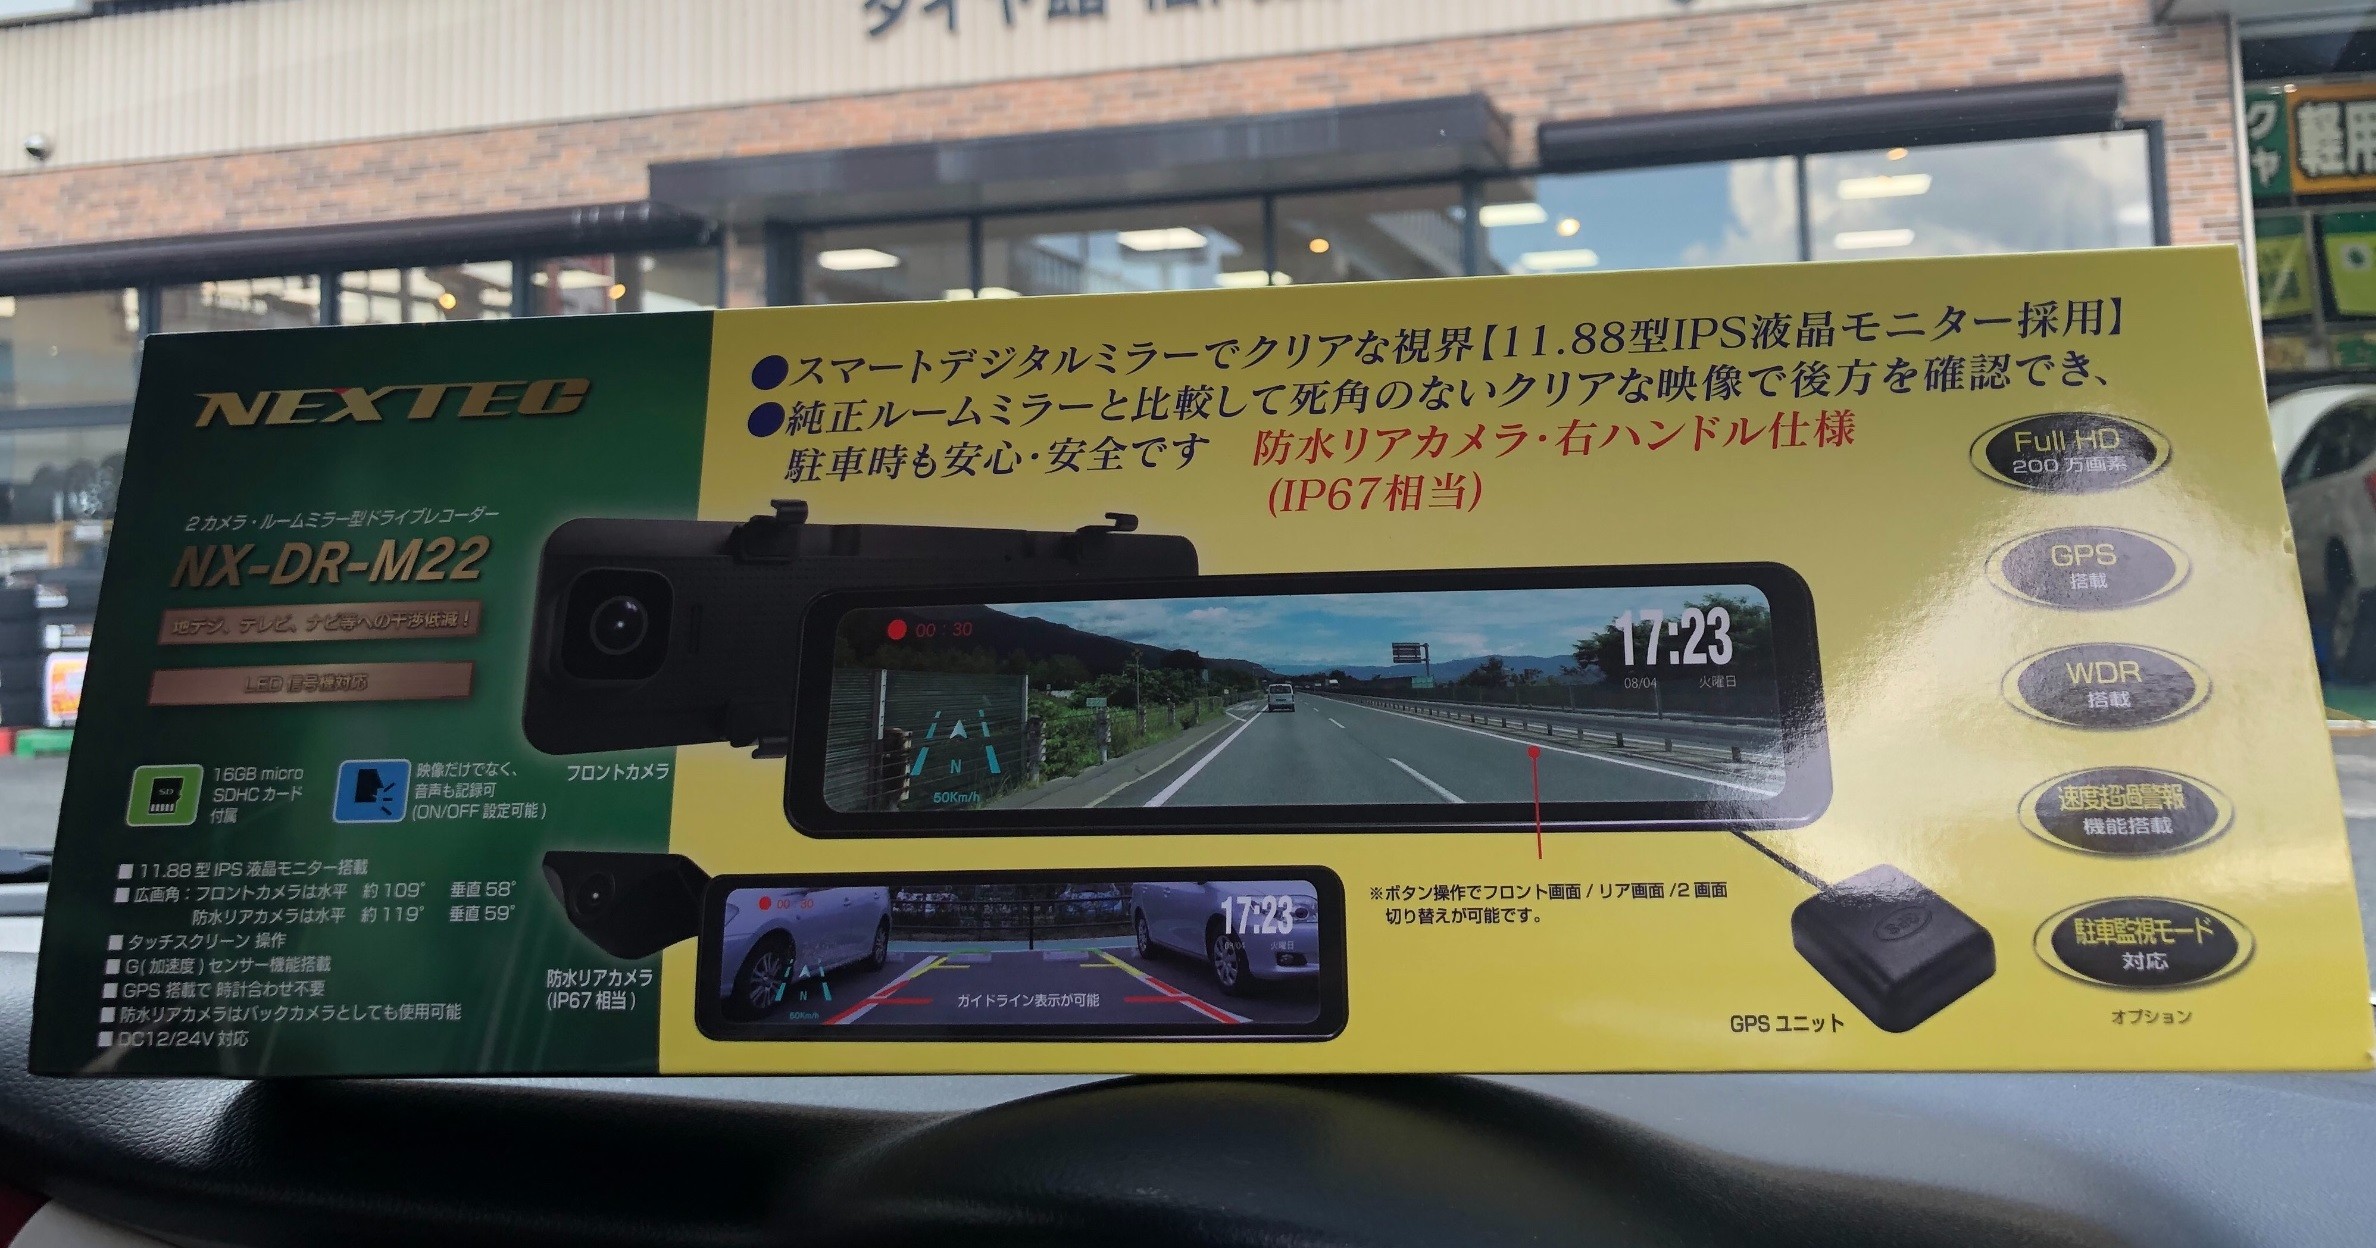 NEXTEC
2カメラ・ルームミラー型ドライブレコーダー
NX-DR-M22
地デジ、テレビ、ナビ等への干渉低減!
LED信号機対応
SD
16GB micro
SDHCカード
付属
映像だけでなく、
音声も記録可
(ON/OFF設定可能)
■11.88型IPS液晶モニター搭載
■広画角:フロントカメラは水平 約109° 垂直58°
防水リアカメラは水平 約119° 垂直59°
■タッチスクリーン 操作
■G(加速度)センサー機能搭載
■GPS搭載で時計合わせ不要
■防水リアカメラはバックカメラとしても使用可能
■DC12/24V対応
●スマートデジタルミラーでクリアな視界【11.88型IPS液晶モニター採用】
●純正ルームミラーと比較して死角のないクリアな映像で後方を確認でき、
駐車時も安心・安全です
防水リアカメラ・右ハンドル仕様
(IP67相当)
フロントカメラ
00:30
17:23
08/04 火曜日
N
50Km/h
防水リアカメラ
(IP67相当)
00:30
17:23
08/04 火曜日
N
50Km/h
ガイドライン表示が可能
※ボタン操作でフロント画面/リア画面/2画面
切り替えが可能です。
GPSユニット
Full HD
200万画素
GPS
搭載
WDR
搭載
速度超過警報
機能搭載
駐車監視モード
対応
オプション
軽用